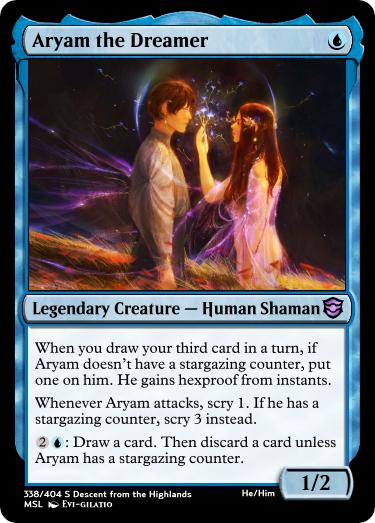 Aryam the Dreamer
Legendary Creature — Human Shaman
When you draw your third card in a turn, if
Aryam doesn't have a stargazing counter, put
one on him. He gains hexproof from instants.
Whenever Aryam attacks, scry 1. If he has a
stargazing counter, scry 3 instead.
2: Draw a card. Then discard a card unless
Aryam has a stargazing counter.
1/2
338/404 S Descent from the Highlands He/Him
MSL Evi-gilatio